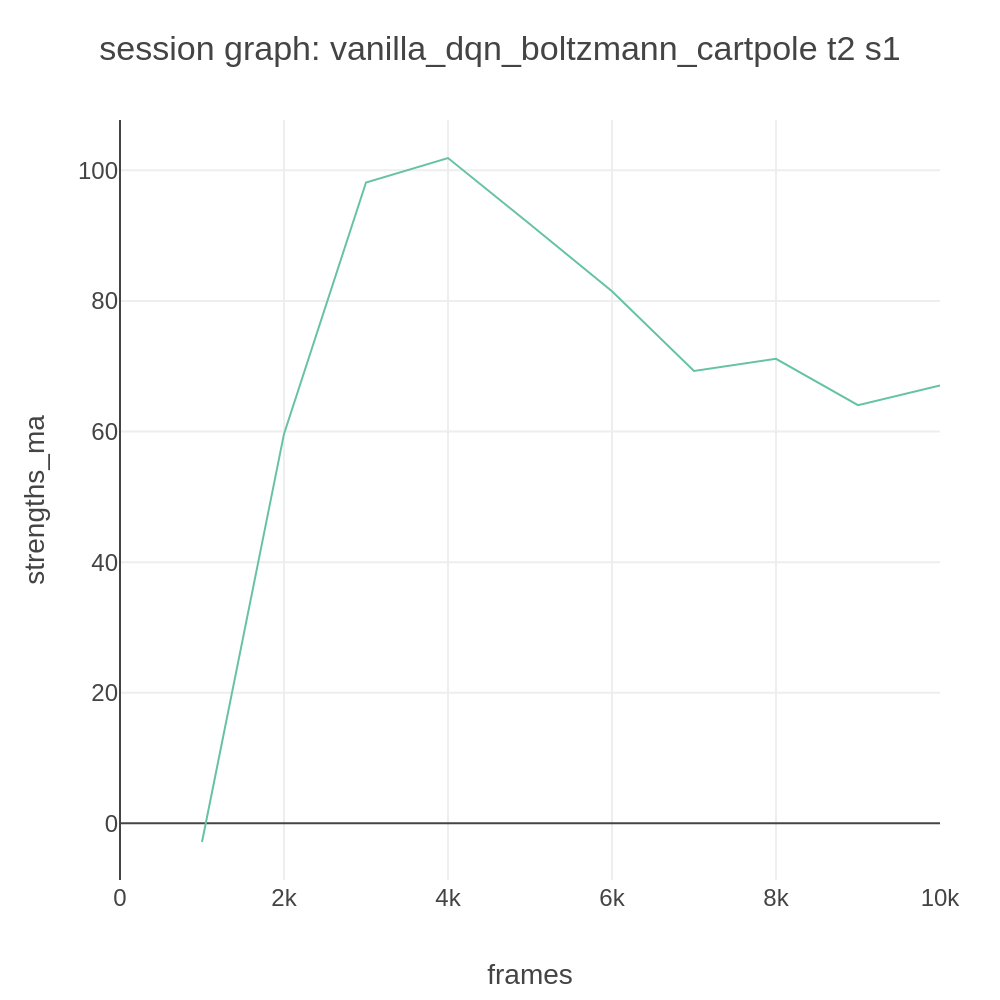 session graph: vanilla_dqn_boltzmann_cartpole t2 s1
strengths_ma
100
80
60
40
20
0
0 2k 4k 6k 8k 10k
frames